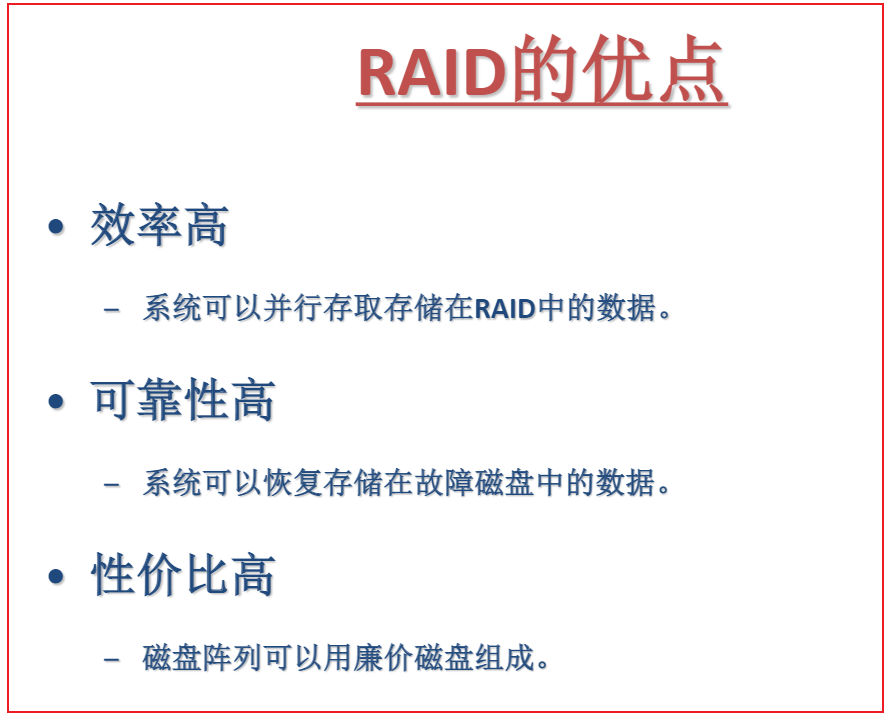 RAID的优点
• 效率高
– 系统可以并行存取存储在RAID中的数据。
• 可靠性高
– 系统可以恢复存储在故障磁盘中的数据。
• 性价比高
– 磁盘阵列可以用廉价磁盘组成。